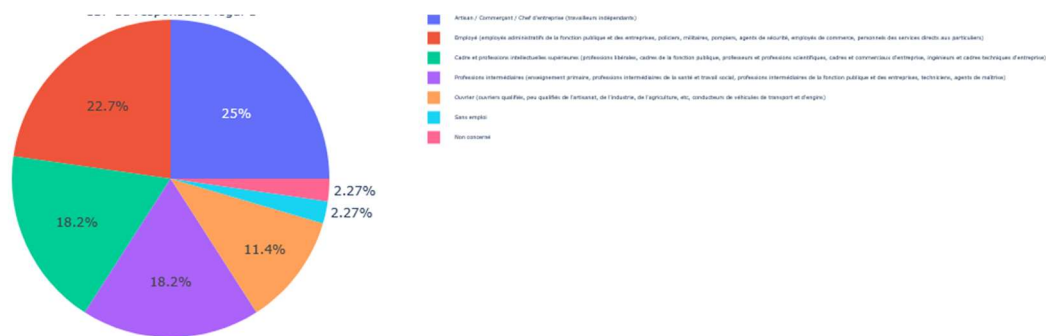 25%
22.7%
18.2%
18.2%
11.4%
2.27%
2.27%
Artisan / Commerçant / Chef d'entreprise (travailleurs indépendants)
Employé (employés administratifs de la fonction publique et des entreprises, policiers, militaires, pompiers, agents de sécurité, employés de commerce, personnels des services directs aux particuliers)
Cadre et professions intellectuelles supérieures (professions libérales, cadres de la fonction publique, professeurs et professions scientifiques, cadres et commerciaux d'entreprise, ingénieurs et cadres techniques d'entreprise)
Professions intermédiaires (enseignement primaire, professions intermédiaires de la santé et travail social, professions intermédiaires de la fonction publique et des entreprises, techniciens, agents de maîtrise)
Ouvrier (ouvriers qualifiés, peu qualifiés de l'artisanat, de l'industrie, de l'agriculture, etc, conducteurs de véhicules de transport et d'engins)
Sans emploi
Non concerné